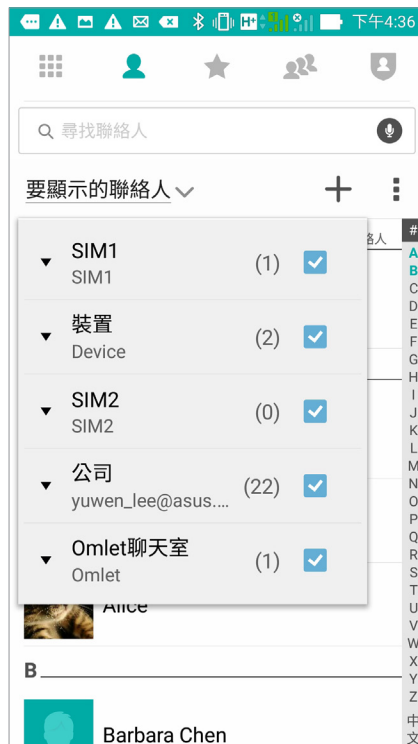 下午4:36
尋找聯絡人
要顯示的聯絡人
絡人
SIM1
SIM1
(1)
裝置
Device
(2)
SIM2
SIM2
(0)
公司
yuwen_lee@asus....
(22)
Omlet聊天室
Omlet
(1)
Alice
B
Barbara Chen
#
A
B
C
D
E
F
G
H
I
J
K
L
M
N
O
P
Q
R
S
T
U
V
W
X
Y
Z
中
文